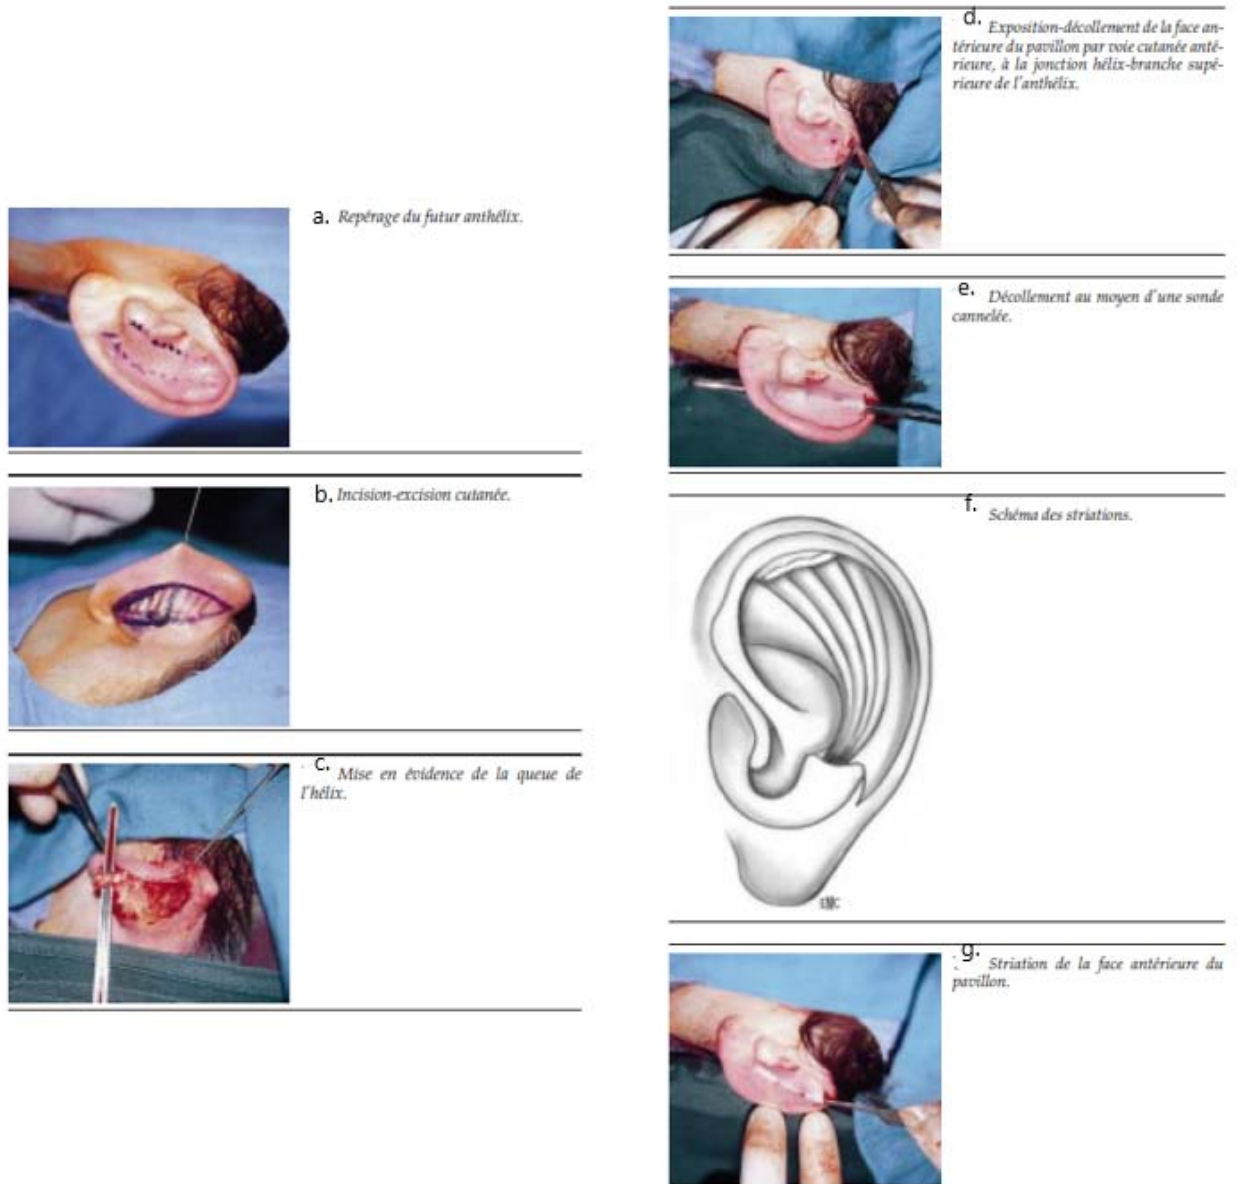 a. Repérage du futur anthélix.
b. Incision-excision cutanée.
c. Mise en évidence de la queue de
l'hélix.
d. Exposition-décollement de la face an-
térieure du pavillon par voie cutanée anté-
rieure, à la jonction hélix-branche supé-
rieure de l'anthélix.
e. Décollement au moyen d'une sonde
cannelée.
f. Schéma des striations.
EMC
g. Striation de la face antérieure du
pavillon.